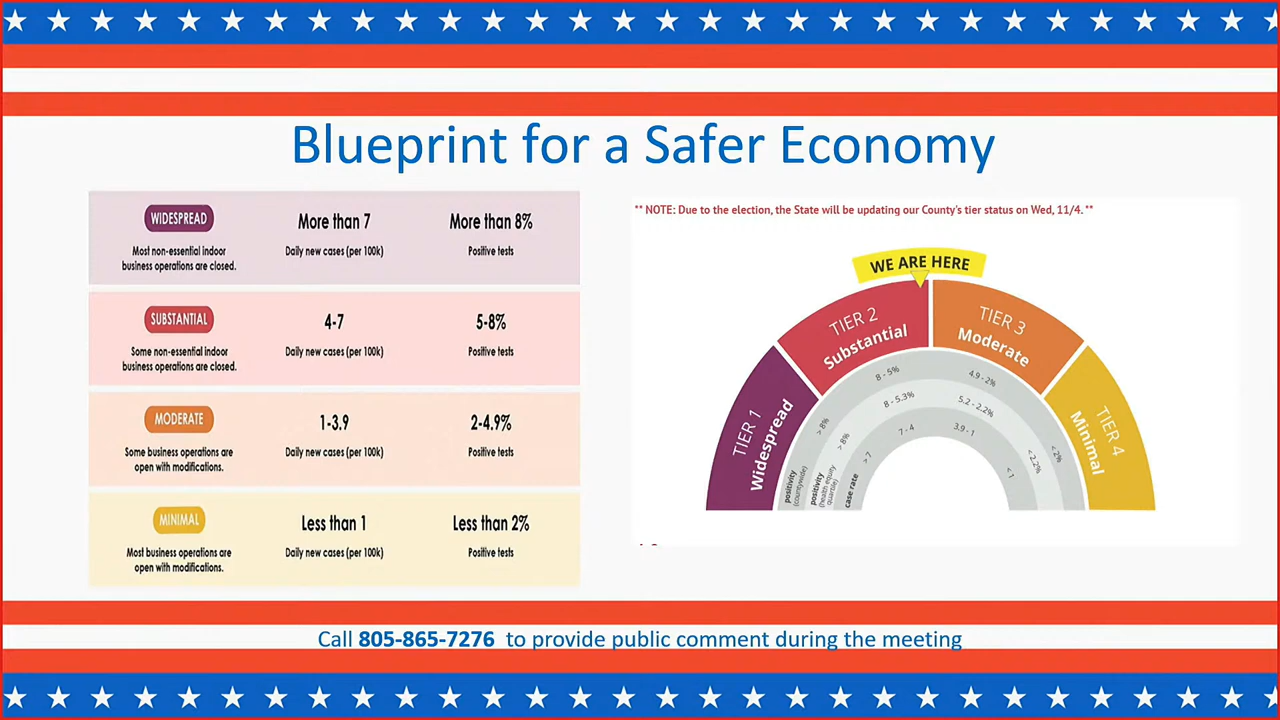 Blueprint for a Safer Economy
WIDESPREAD
Most non-essential indoor
business operations are closed.
More than 7
Daily new cases (per 100k)
More than 8%
Positive tests
SUBSTANTIAL
Some non-essential indoor
business operations are closed.
4-7
Daily new cases (per 100k)
5-8%
Positive tests
MODERATE
Some business operations are
open with modifications.
1-3.9
Daily new cases (per 100k)
2-4.9%
Positive tests
MINIMAL
Most business operations are
open with modifications.
Less than 1
Daily new cases (per 100k)
Less than 2%
Positive tests
** NOTE: Due to the election, the State will be updating our County's tier status on Wed, 11/4. **
WE ARE HERE
TIER 1
Widespread
TIER 2
Substantial
TIER 3
Moderate
TIER 4
Minimal
positivity
(countywide)
> 8%
8 - 5%
4.9 - 2%
< 2%
positivity
(health equity
quartile)
> 8%
8 - 5.3%
5.2 - 2.2%
< 2.2%
case rate
> 7
7 - 4
3.9 - 1
< 1
Call 805-865-7276 to provide public comment during the meeting